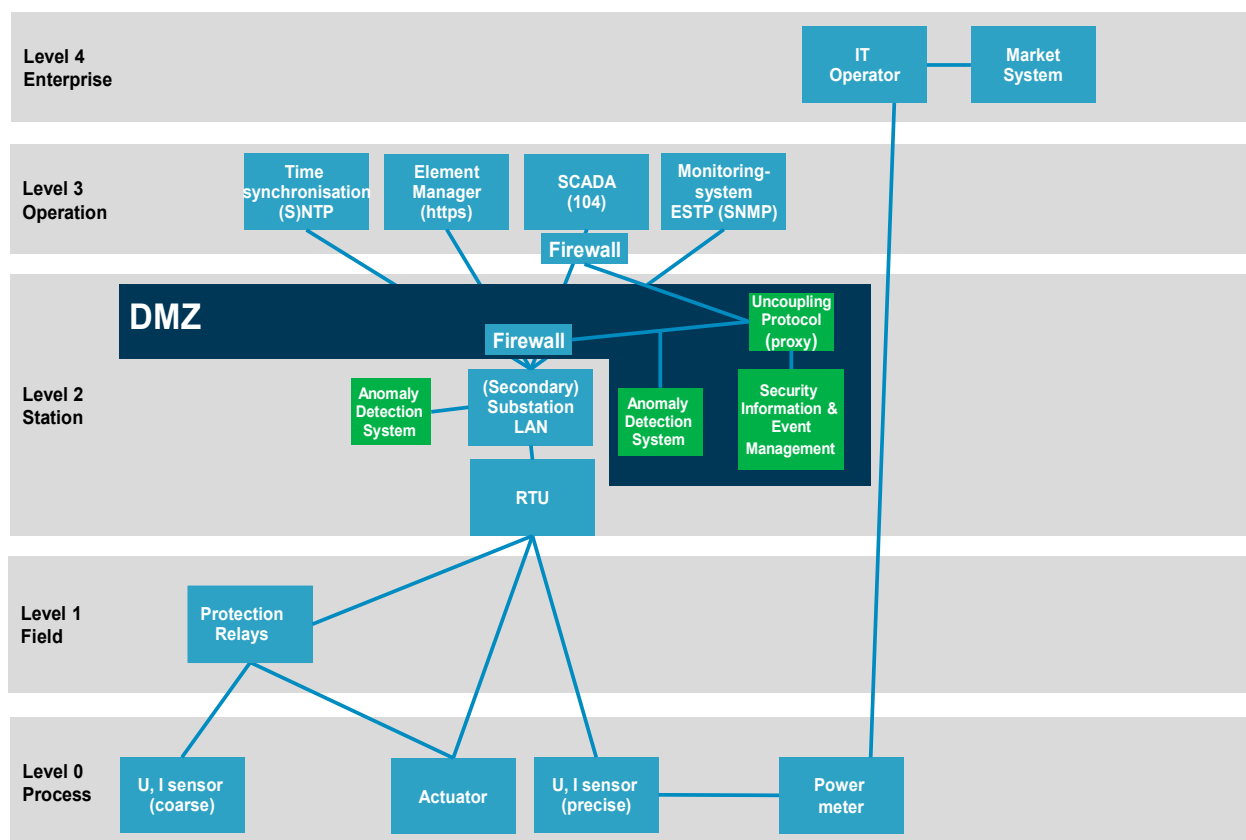 Level 4
Enterprise
IT
Operator
Market
System
Level 3
Operation
Time
synchronisation
(S)NTP
Element
Manager
(https)
SCADA
(104)
Monitoring-
system
ESTP (SNMP)
Firewall
Level 2
Station
DMZ
Firewall
Uncoupling
Protocol
(proxy)
Anomaly
Detection
System
(Secondary)
Substation
LAN
Anomaly
Detection
System
Security
Information &
Event
Management
RTU
Level 1
Field
Protection
Relays
Level 0
Process
U, I sensor
(coarse)
Actuator
U, I sensor
(precise)
Power
meter